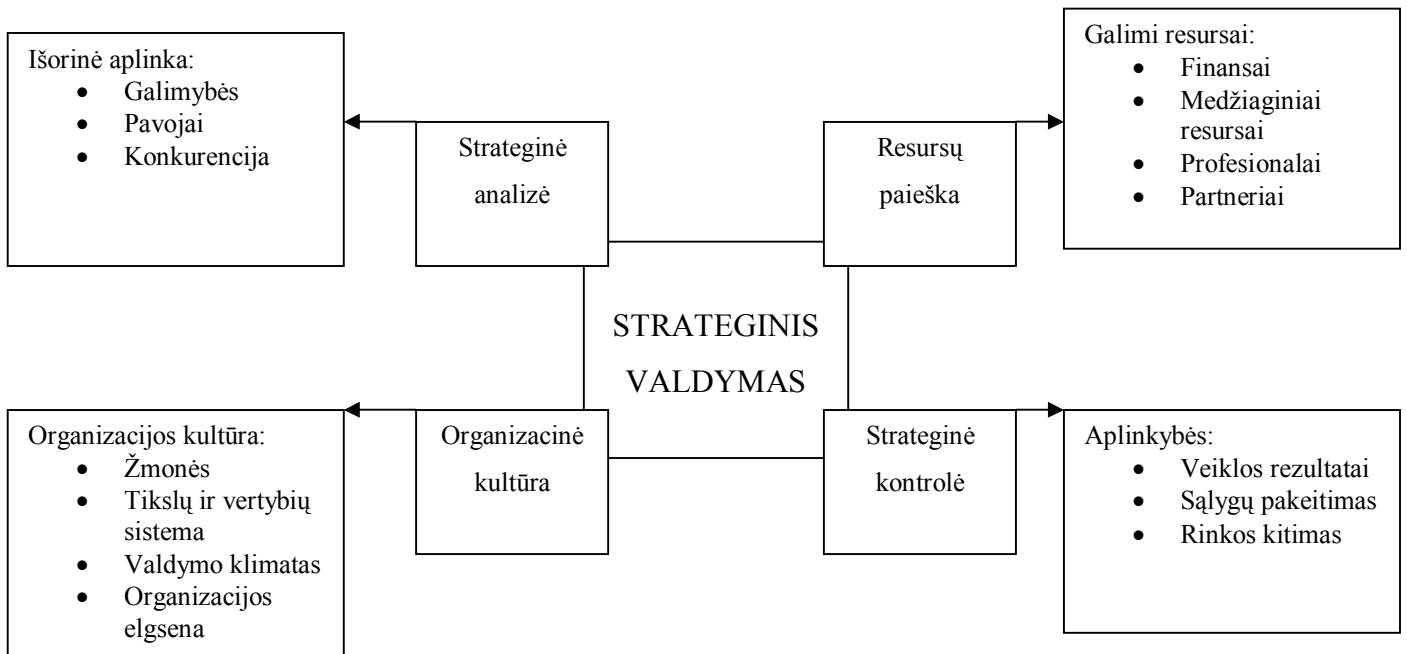 Išorinė aplinka:
• Galimybės
• Pavojai
• Konkurencija
Strateginė
analizė
Resursų
paieška
Galimi resursai:
• Finansai
• Medžiaginiai
resursai
• Profesionalai
• Partneriai
STRATEGINIS
VALDYMAS
Organizacijos kultūra:
• Žmonės
• Tikslų ir vertybių
sistema
• Valdymo klimatas
• Organizacijos
elgsena
Organizacinė
kultūra
Strateginė
kontrolė
Aplinkybės:
• Veiklos rezultatai
• Sąlygų pakeitimas
• Rinkos kitimas